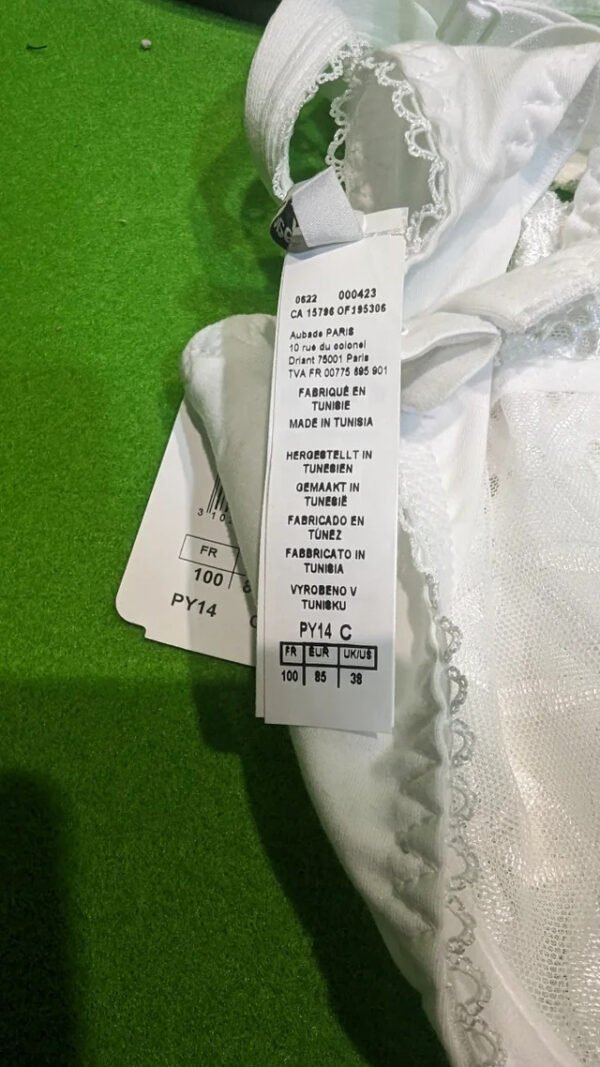 0622 000423
CA 15796 OF195306
Aubade PARIS
10 rue du colonel
Driant 75001 Paris
TVA FR 00775 695 901
FABRIQUÉ EN
TUNISIE
MADE IN TUNISIA
HERGESTELLT IN
TUNESIEN
GEMAAKT IN
TUNESIË
FABRICADO EN
TÚNEZ
FABBRICATO IN
TUNISIA
VYROBENO V
TUNISKU
PY14 C
FR EUR UK/US
100 85 38
FR
100
PY14